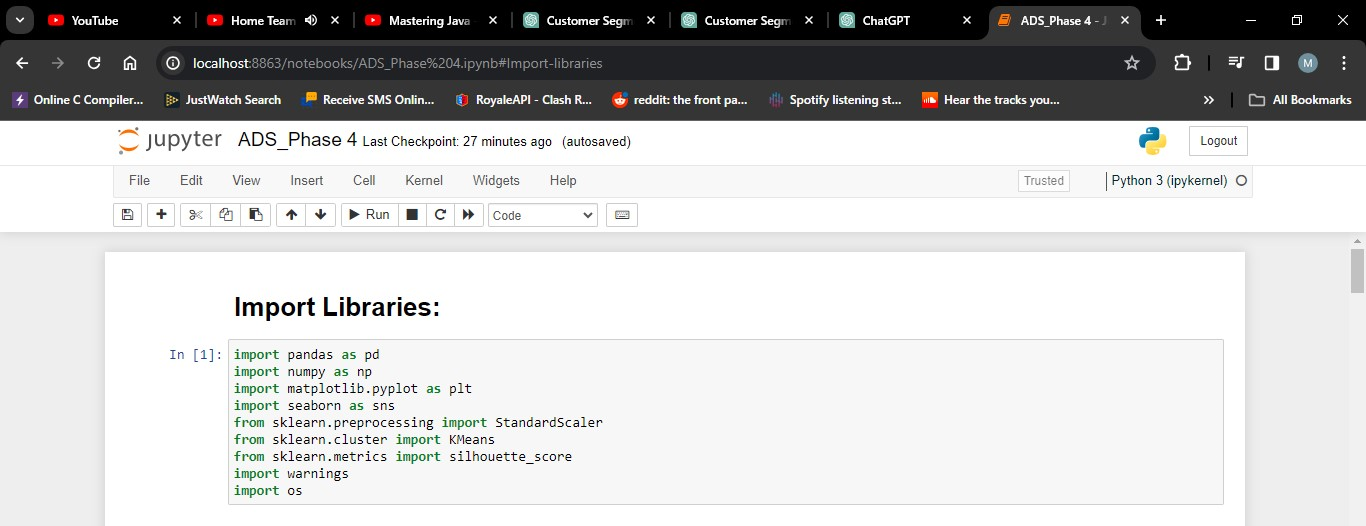 YouTube
Home Team
Mastering Java
Customer Segm
Customer Segm
ChatGPT
ADS_Phase 4 - J
localhost:8863/notebooks/ADS_Phase%204.ipynb#Import-libraries
M
Online C Compiler...
JustWatch Search
Receive SMS Onlin...
RoyaleAPI - Clash R...
reddit: the front pa...
Spotify listening st...
Hear the tracks you...
All Bookmarks
jupyter ADS_Phase 4 Last Checkpoint: 27 minutes ago (autosaved)
Logout
File Edit View Insert Cell Kernel Widgets Help
Trusted
Python 3 (ipykernel)
Run
Code
Import Libraries:
In [1]: import pandas as pd
import numpy as np
import matplotlib.pyplot as plt
import seaborn as sns
from sklearn.preprocessing import StandardScaler
from sklearn.cluster import KMeans
from sklearn.metrics import silhouette_score
import warnings
import os